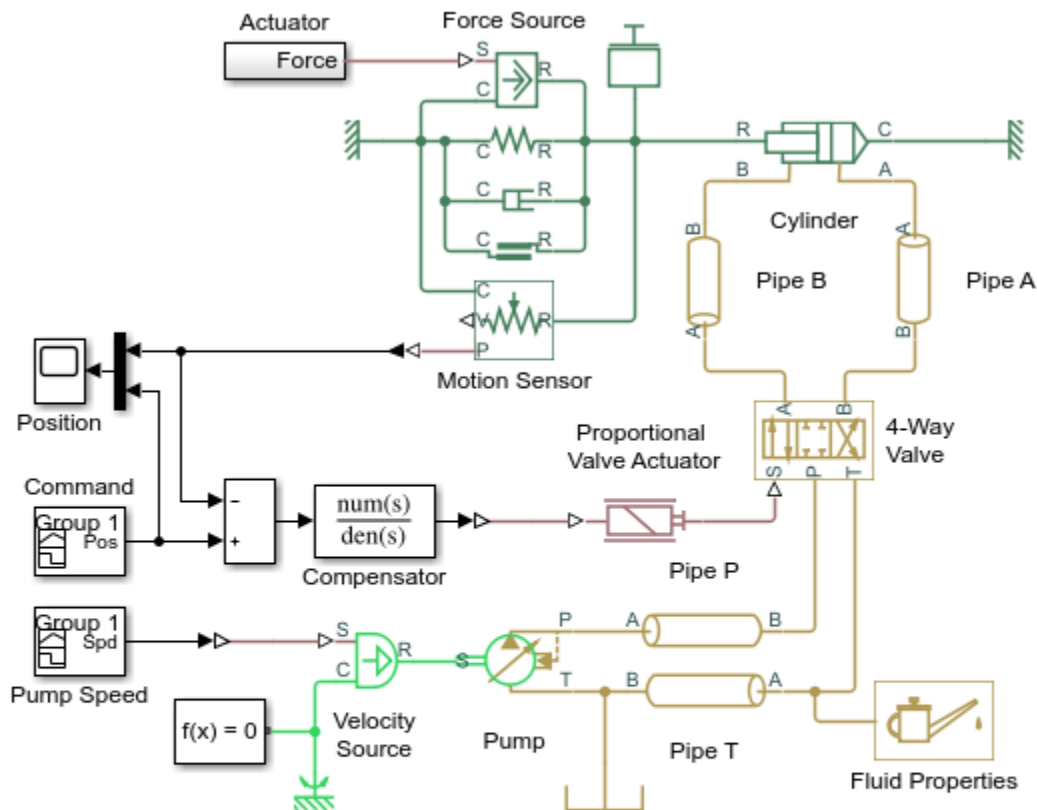 Actuator
Force Source
Force
S
R
C
C
R
R
C
B
A
C
R
Cylinder
B
A
C
R
Pipe B
Pipe A
C
V
R
P
A
B
Motion Sensor
Position
A
B
Proportional
Valve Actuator
4-Way
Valve
S
P
T
Command
Group 1
Pos
−
+
num(s)
den(s)
Compensator
Pipe P
Group 1
Spd
S
R
C
P
A
B
S
T
B
A
Pump Speed
f(x) = 0
Velocity
Source
Pump
Pipe T
Fluid Properties